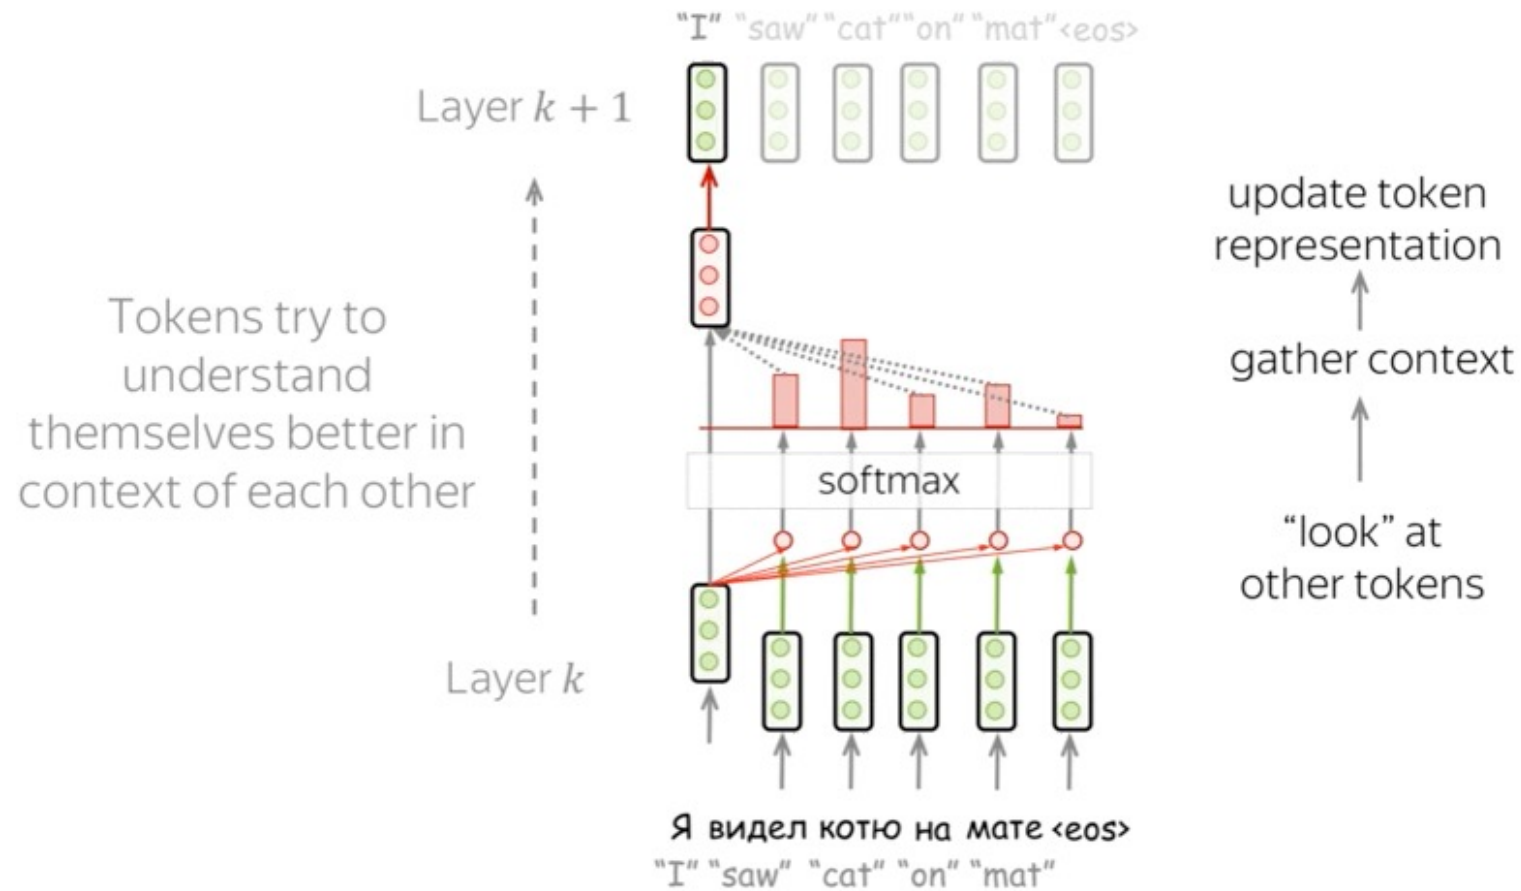 “I” “saw” “cat” “on” “mat” <eos>
Layer k + 1
Tokens try to
understand
themselves better in
context of each other
Layer k
softmax
update token
representation
gather context
“look” at
other tokens
Я видел котю на мате <eos>
“I” “saw” “cat” “on” “mat”